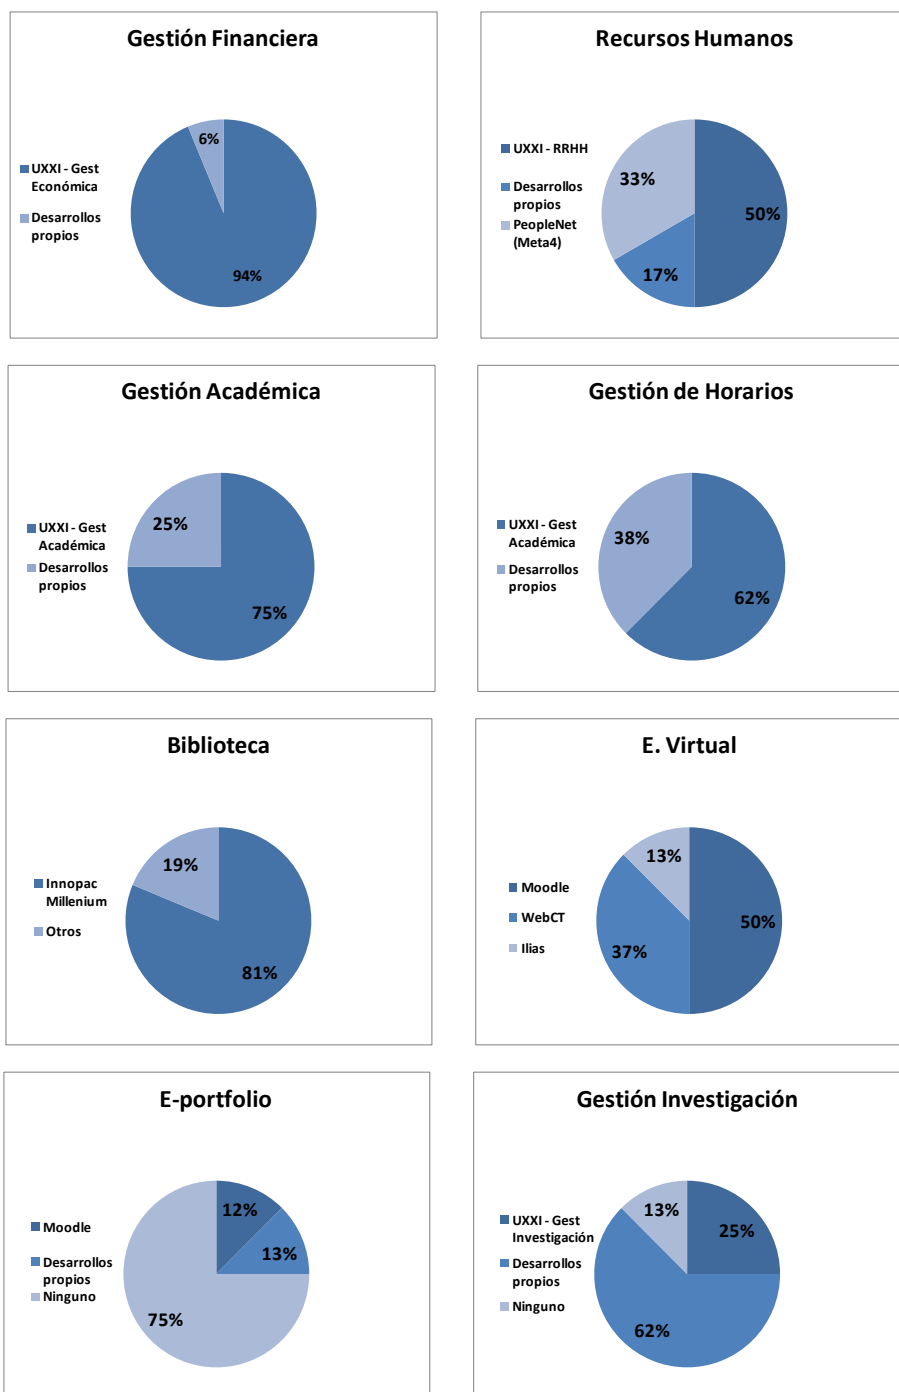 Gestión Financiera
UXXI - Gest
Económica
Desarrollos
propios
6%
94%
Recursos Humanos
UXXI - RRHH
Desarrollos
propios
PeopleNet
(Meta4)
33%
50%
17%
Gestión Académica
UXXI - Gest
Académica
Desarrollos
propios
25%
75%
Gestión de Horarios
UXXI - Gest
Académica
Desarrollos
propios
38%
62%
Biblioteca
Innopac
Millenium
Otros
19%
81%
E. Virtual
Moodle
WebCT
Ilias
13%
50%
37%
E-portfolio
Moodle
Desarrollos
propios
Ninguno
12%
13%
75%
Gestión Investigación
UXXI - Gest
Investigación
Desarrollos
propios
Ninguno
13%
25%
62%